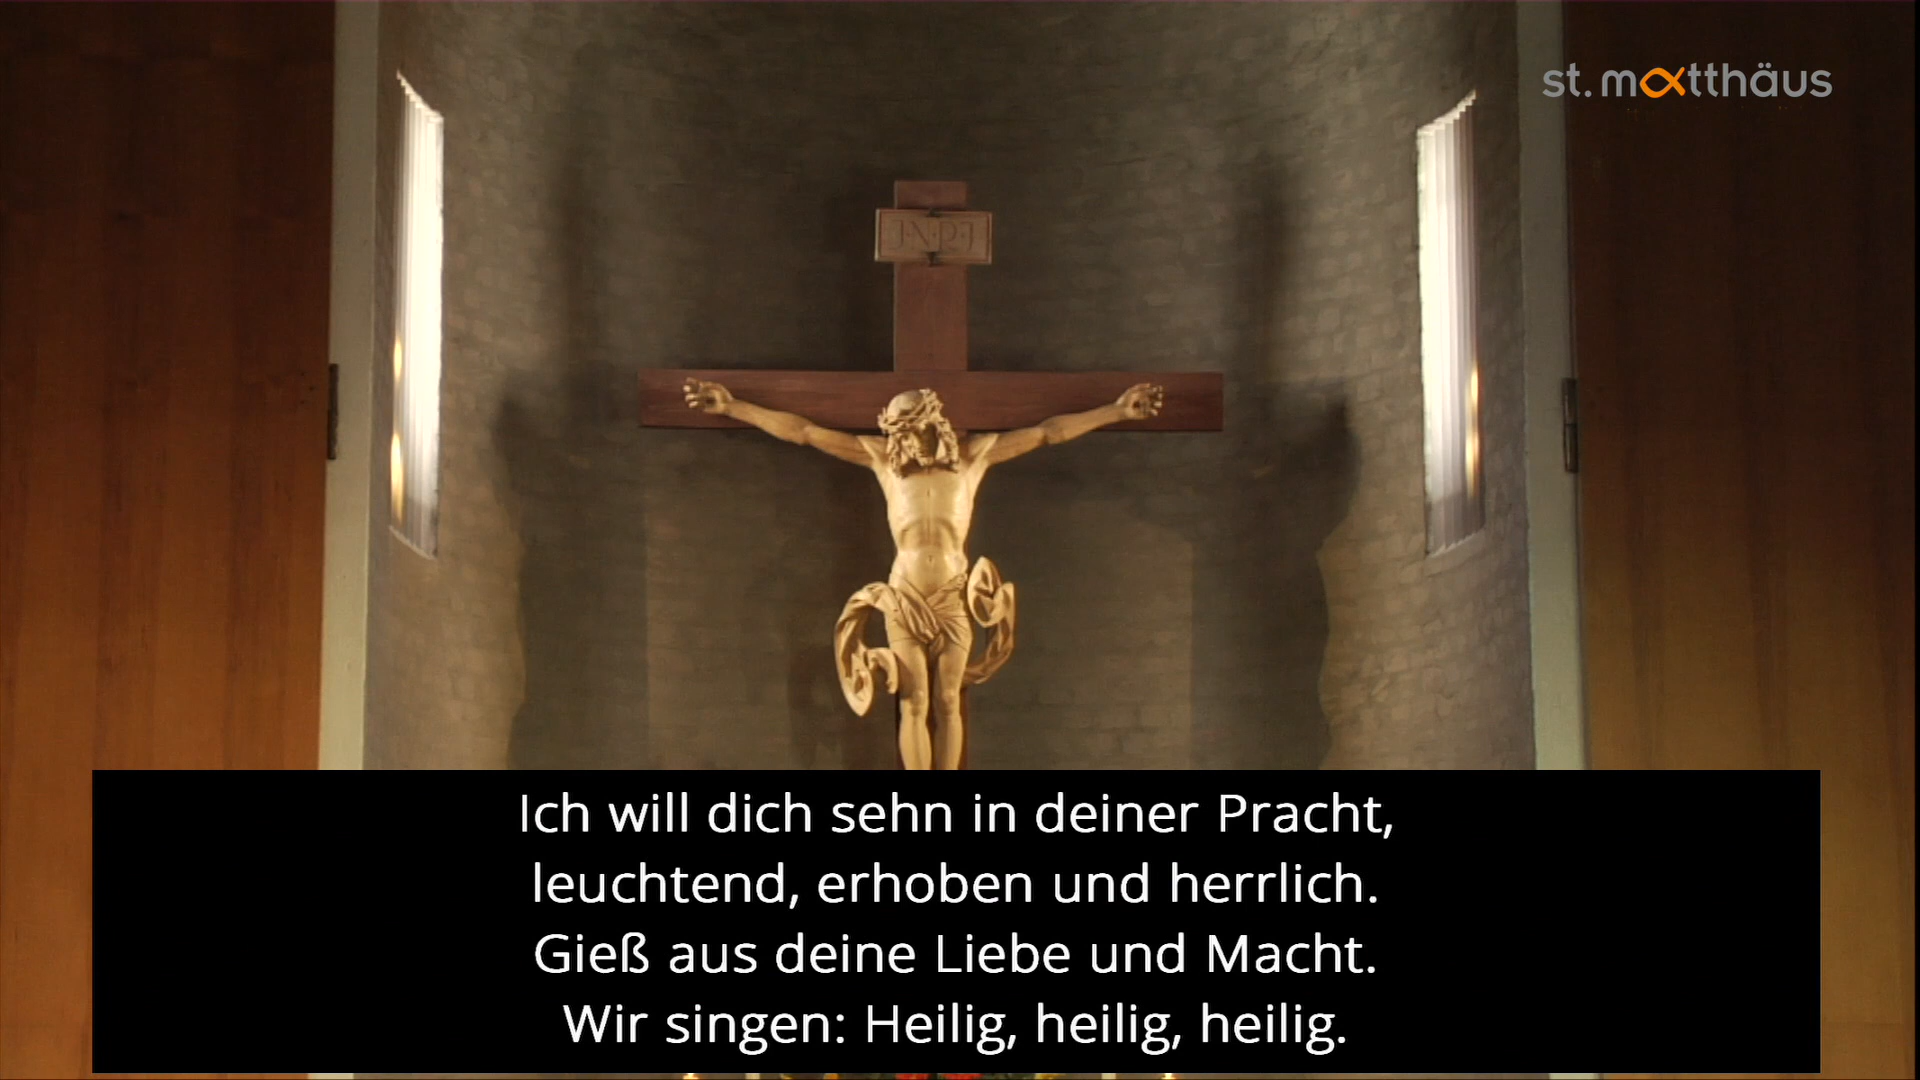 st. matthäus
J·N·R·J
Ich will dich sehn in deiner Pracht,
leuchtend, erhoben und herrlich.
Gieß aus deine Liebe und Macht.
Wir singen: Heilig, heilig, heilig.